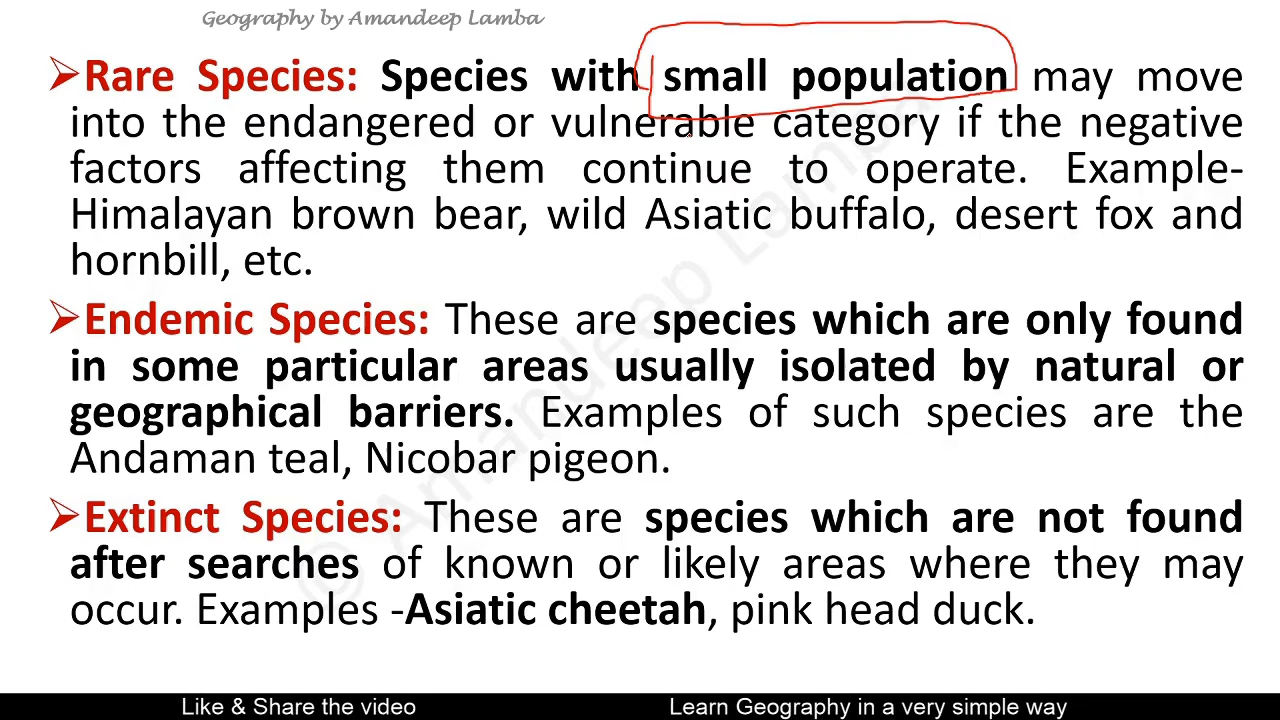 Geography by Amandeep Lamba
➢Rare Species: Species with small population may move
into the endangered or vulnerable category if the negative
factors affecting them continue to operate. Example-
Himalayan brown bear, wild Asiatic buffalo, desert fox and
hornbill, etc.
➢Endemic Species: These are species which are only found
in some particular areas usually isolated by natural or
geographical barriers. Examples of such species are the
Andaman teal, Nicobar pigeon.
➢Extinct Species: These are species which are not found
after searches of known or likely areas where they may
occur. Examples -Asiatic cheetah, pink head duck.
© Amandeep Lamba
Like & Share the video
Learn Geography in a very simple way